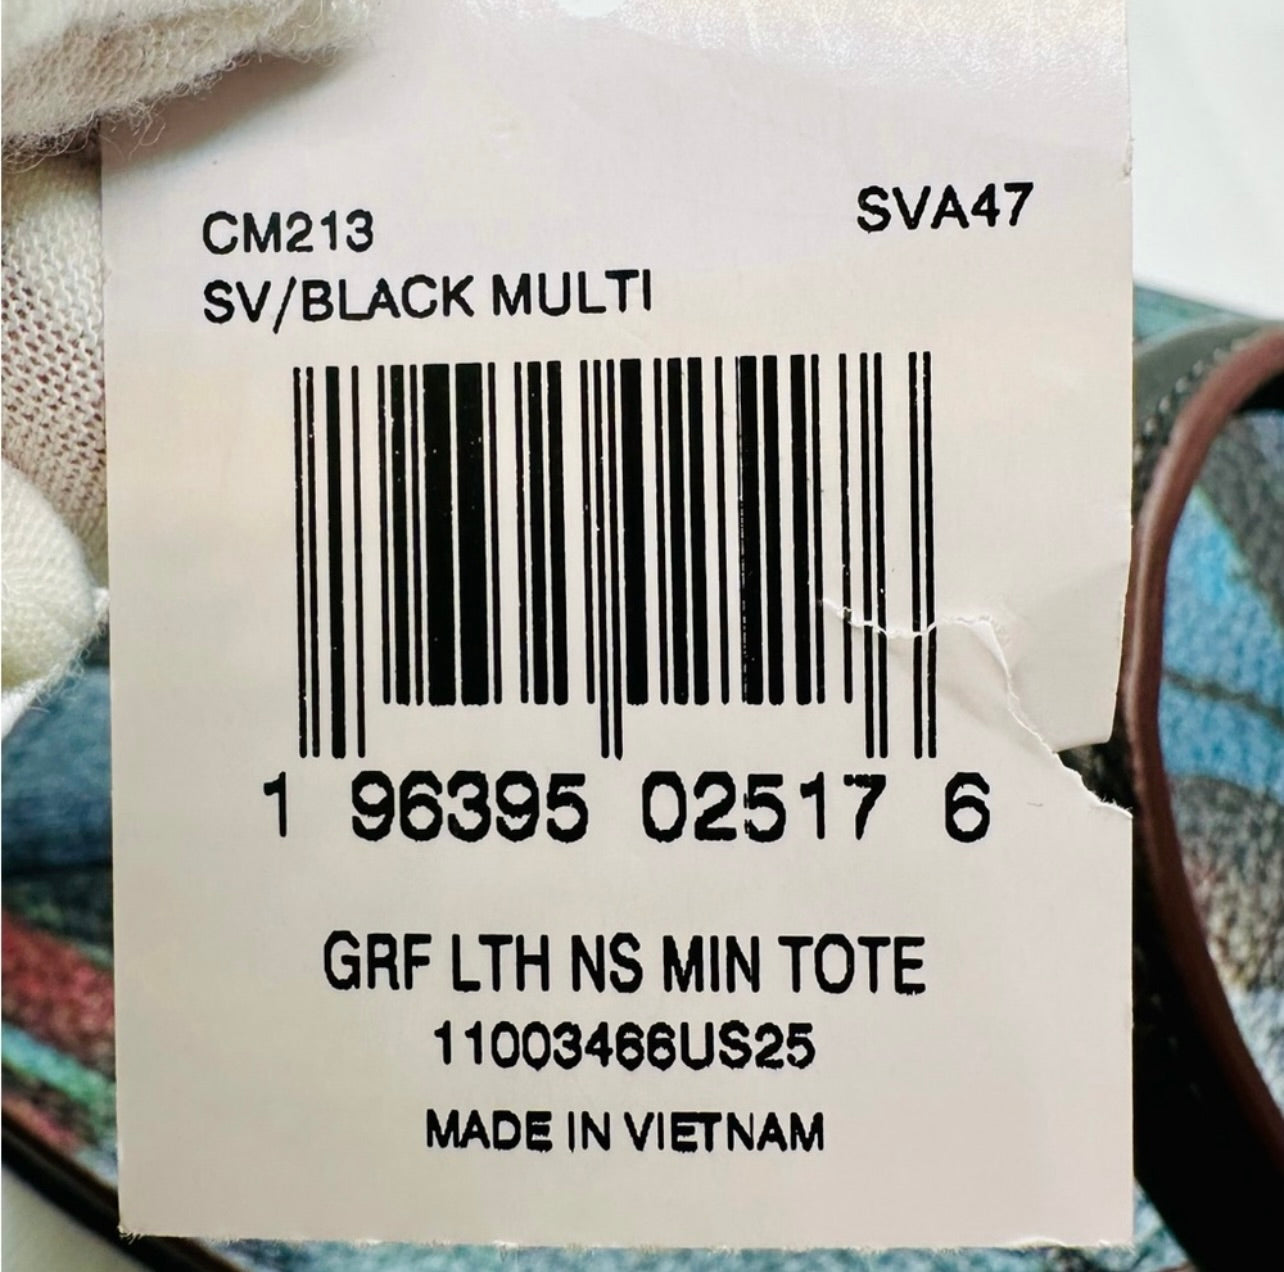 CM213 SVA47
SV/BLACK MULTI
1 96395 02517 6
GRF LTH NS MIN TOTE
11003466US25
MADE IN VIETNAM